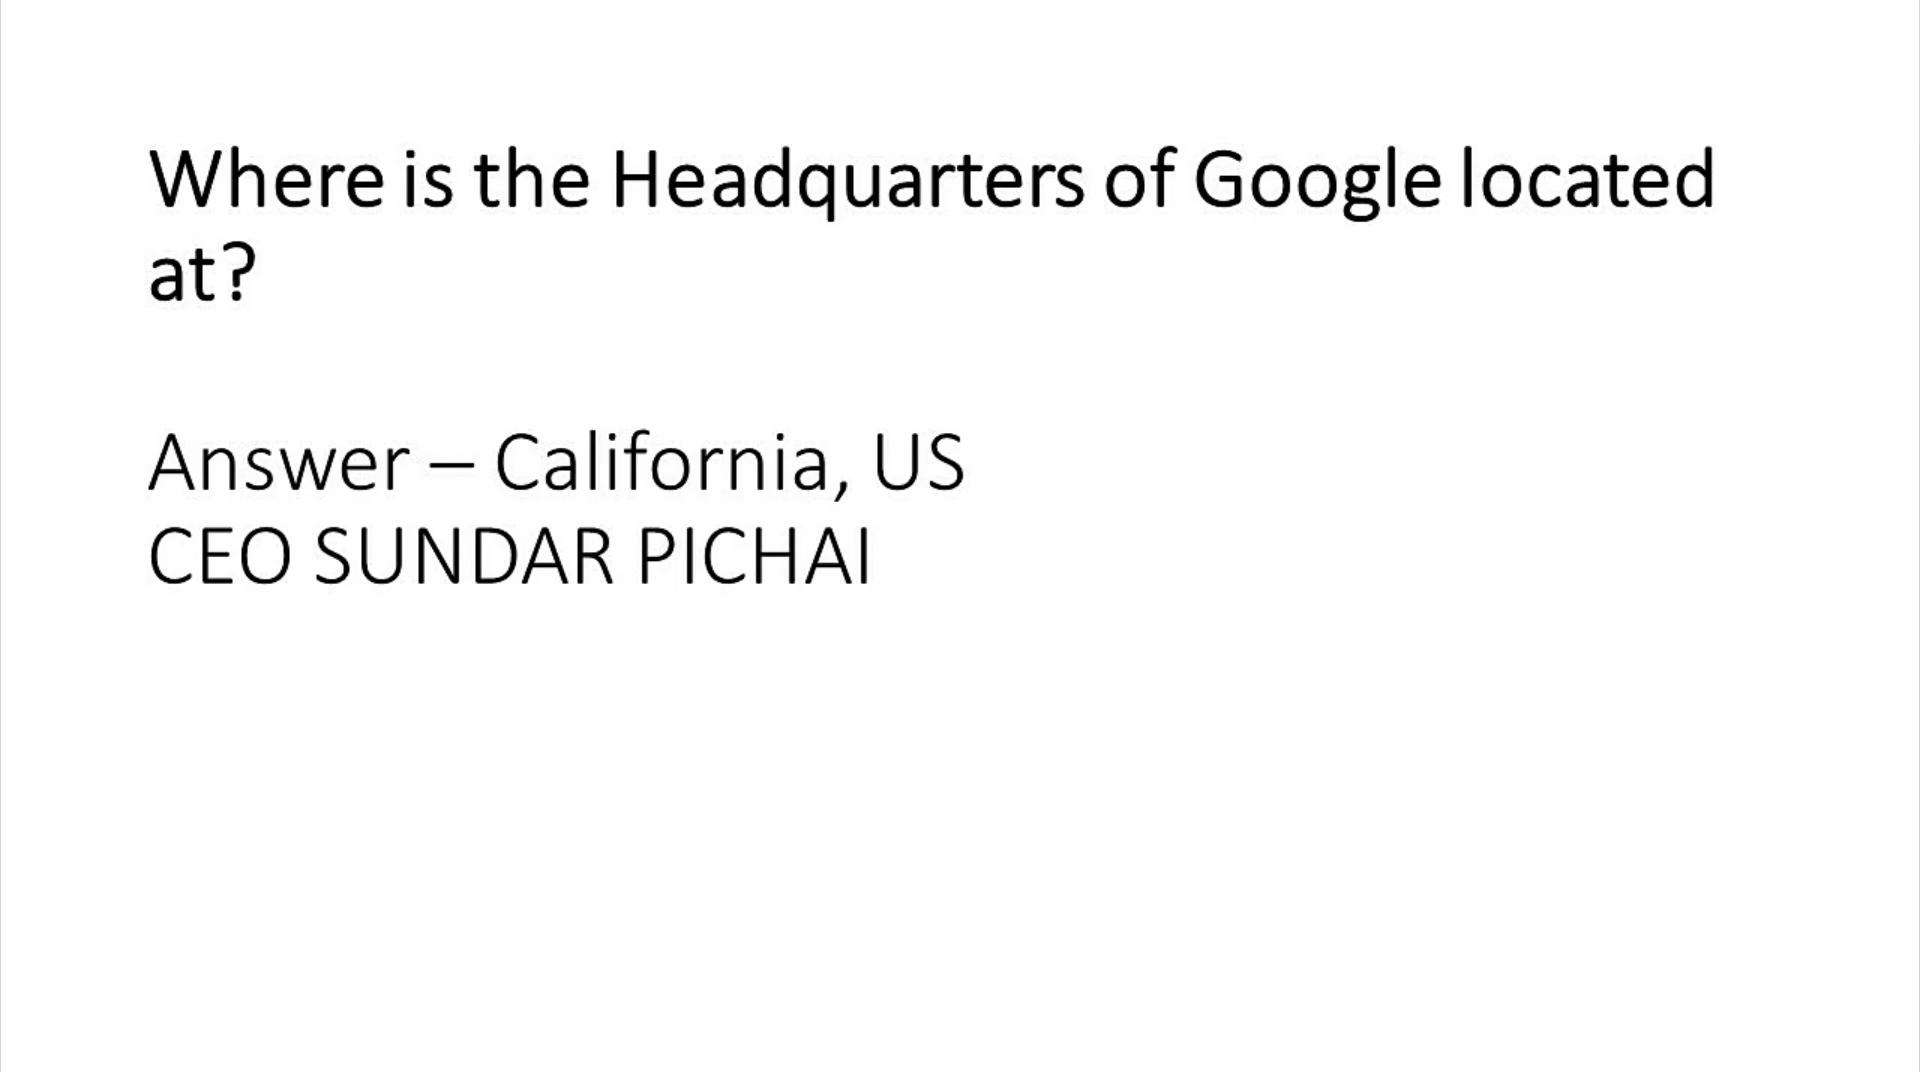 Where is the Headquarters of Google located
at?
Answer – California, US
CEO SUNDAR PICHAI